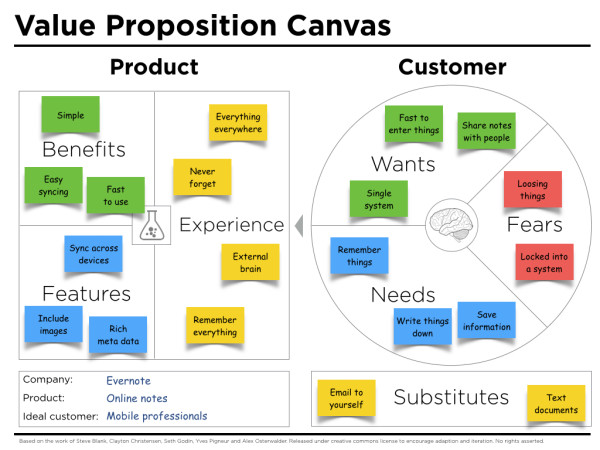 Value Proposition Canvas
Product
Customer
Simple
Benefits
Easy
syncing
Fast
to use
Everything
everywhere
Never
forget
Experience
External
brain
Remember
everything
Sync across
devices
Features
Include
images
Rich
meta data
Fast to
enter things
Share notes
with people
Wants
Single
system
Loosing
things
Fears
Locked into
a system
Remember
things
Needs
Write things
down
Save
information
Company: Evernote
Product: Online notes
Ideal customer: Mobile professionals
Email to
yourself
Substitutes
Text
documents
Based on the work of Steve Blank, Clayton Christensen, Seth Godin, Yves Pigneur and Alex Osterwalder. Released under creative commons license to encourage adaption and iteration. No rights asserted.